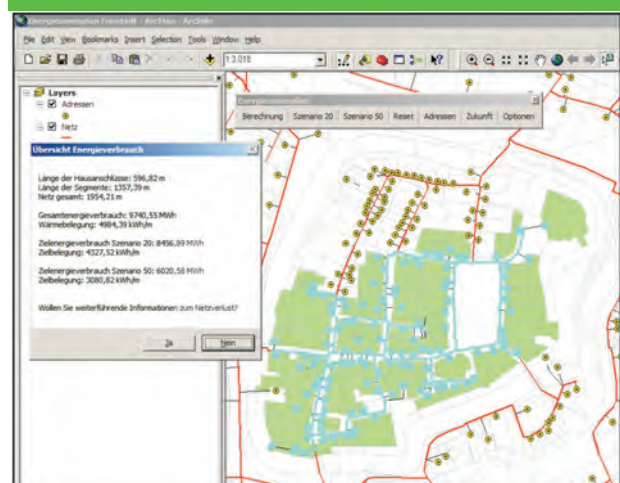 Energienutzungsplan Freistadt - ArcMap - ArcInfo
File Edit View Bookmarks Insert Selection Tools Window Help
1:3.018
Layers
Adressen
Netz
Berechnung Szenario 20 Szenario 50 Reset Adressen Zukunft Optionen
Übersicht Energieverbrauch
Länge der Hausanschlüsse: 596,82 m
Länge der Segmente: 1357,39 m
Netz gesamt: 1954,21 m
Gesamtenergieverbrauch: 9740,55 MWh
Wärmebelegung: 4984,39 kWh/m
Zielenergieverbrauch Szenario 20: 8456,89 MWh
Zielbelegung: 4327,52 kWh/m
Zielenergieverbrauch Szenario 50: 6020,58 MWh
Zielbelegung: 3080,82 kWh/m
Wollen Sie weiterführende Informationen zum Netzverlust?
Ja Nein